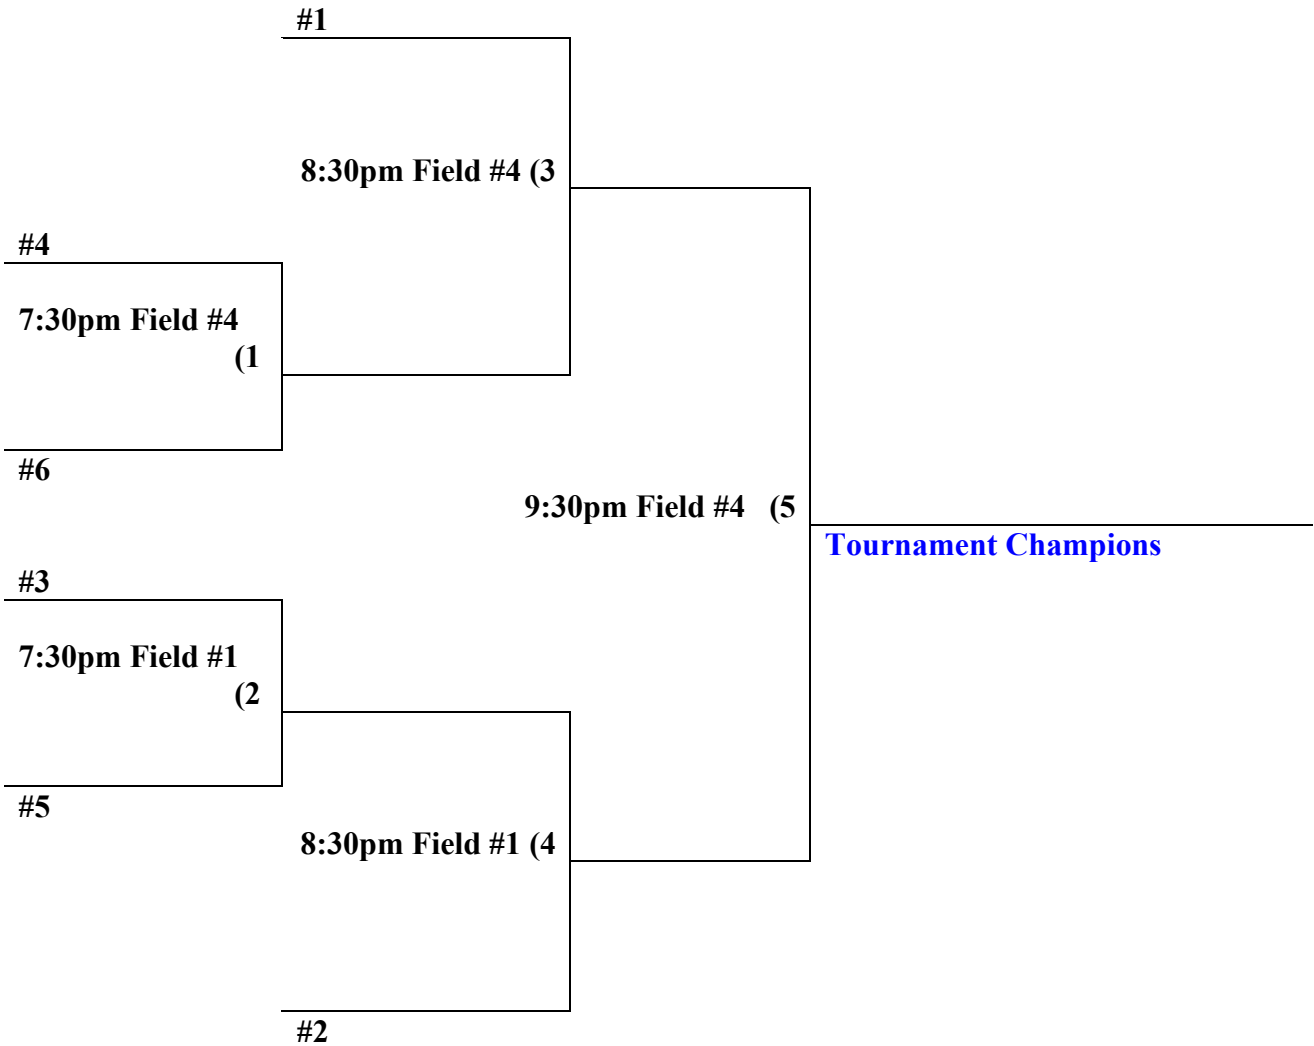 #1
8:30pm Field #4 (3
#4
7:30pm Field #4
(1
#6
9:30pm Field #4 (5
Tournament Champions
#3
7:30pm Field #1
(2
#5
8:30pm Field #1 (4
#2